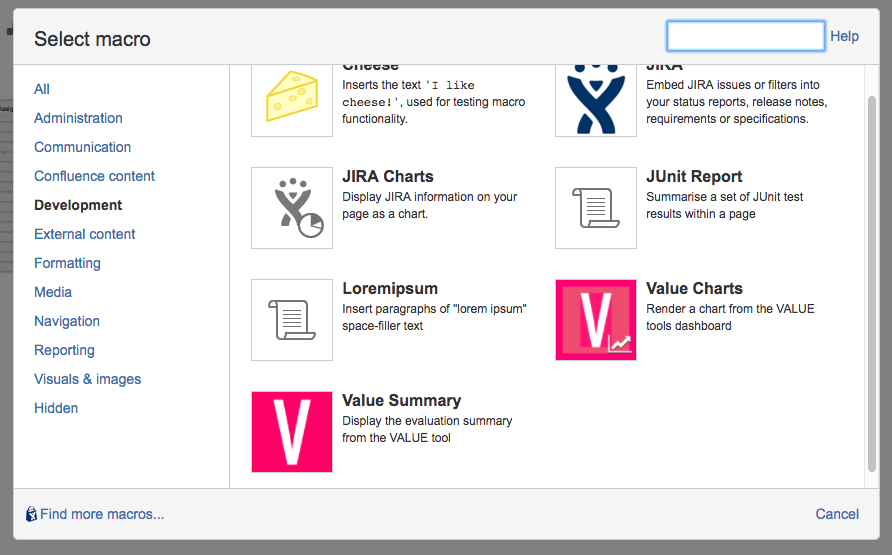 Select macro
Help
All
Administration
Communication
Confluence content
Development
External content
Formatting
Media
Navigation
Reporting
Visuals & images
Hidden
Cheese
Inserts the text 'I like
cheese!', used for testing macro
functionality.
JIRA
Embed JIRA issues or filters into
your status reports, release notes,
requirements or specifications.
JIRA Charts
Display JIRA information on your
page as a chart.
JUnit Report
Summarise a set of JUnit test
results within a page
Loremipsum
Insert paragraphs of "lorem ipsum"
space-filler text
V
Value Charts
Render a chart from the VALUE
tools dashboard
V
Value Summary
Display the evaluation summary
from the VALUE tool
Find more macros...
Cancel